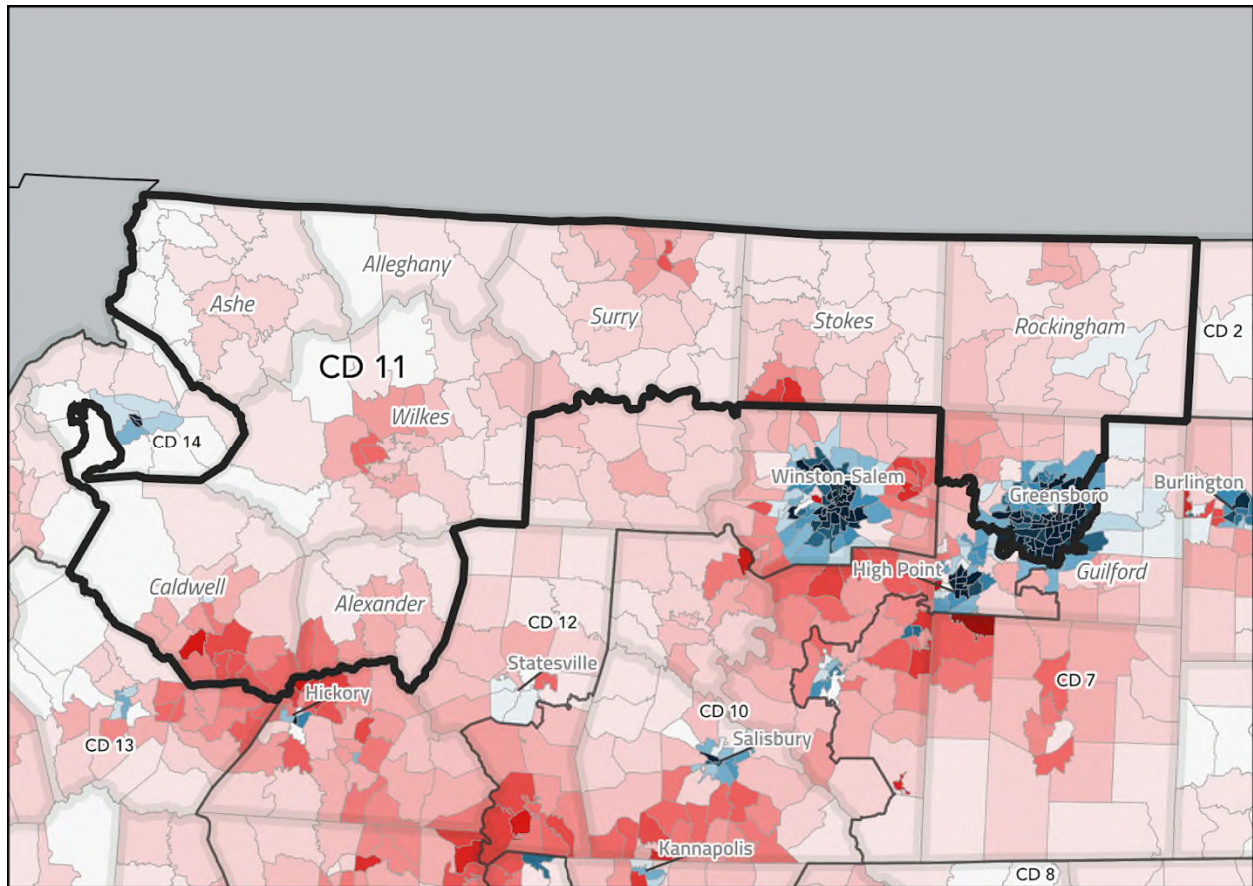 Alleghany
Ashe
Surry
Stokes
Rockingham
CD 2
CD 11
Wilkes
CD 14
Winston-Salem
Greensboro
Burlington
High Point
Guilford
Caldwell
Alexander
CD 12
Statesville
Hickory
CD 7
CD 10
Salisbury
CD 13
Kannapolis
CD 8